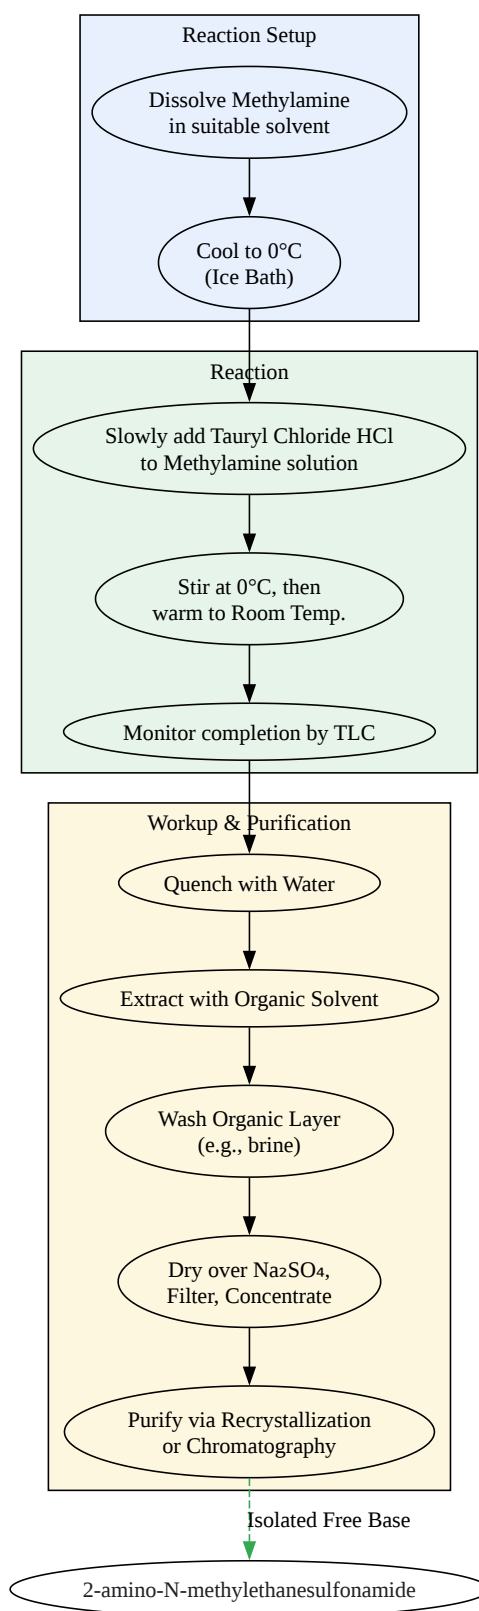 Reaction Setup
Dissolve Methylamine
in suitable solvent
Cool to 0°C
(Ice Bath)
Reaction
Slowly add Tauryl Chloride HCl
to Methylamine solution
Stir at 0°C, then
warm to Room Temp.
Monitor completion by TLC
Workup & Purification
Quench with Water
Extract with Organic Solvent
Wash Organic Layer
(e.g., brine)
Dry over Na₂SO₄,
Filter, Concentrate
Purify via Recrystallization
or Chromatography
Isolated Free Base
2-amino-N-methylethanesulfonamide